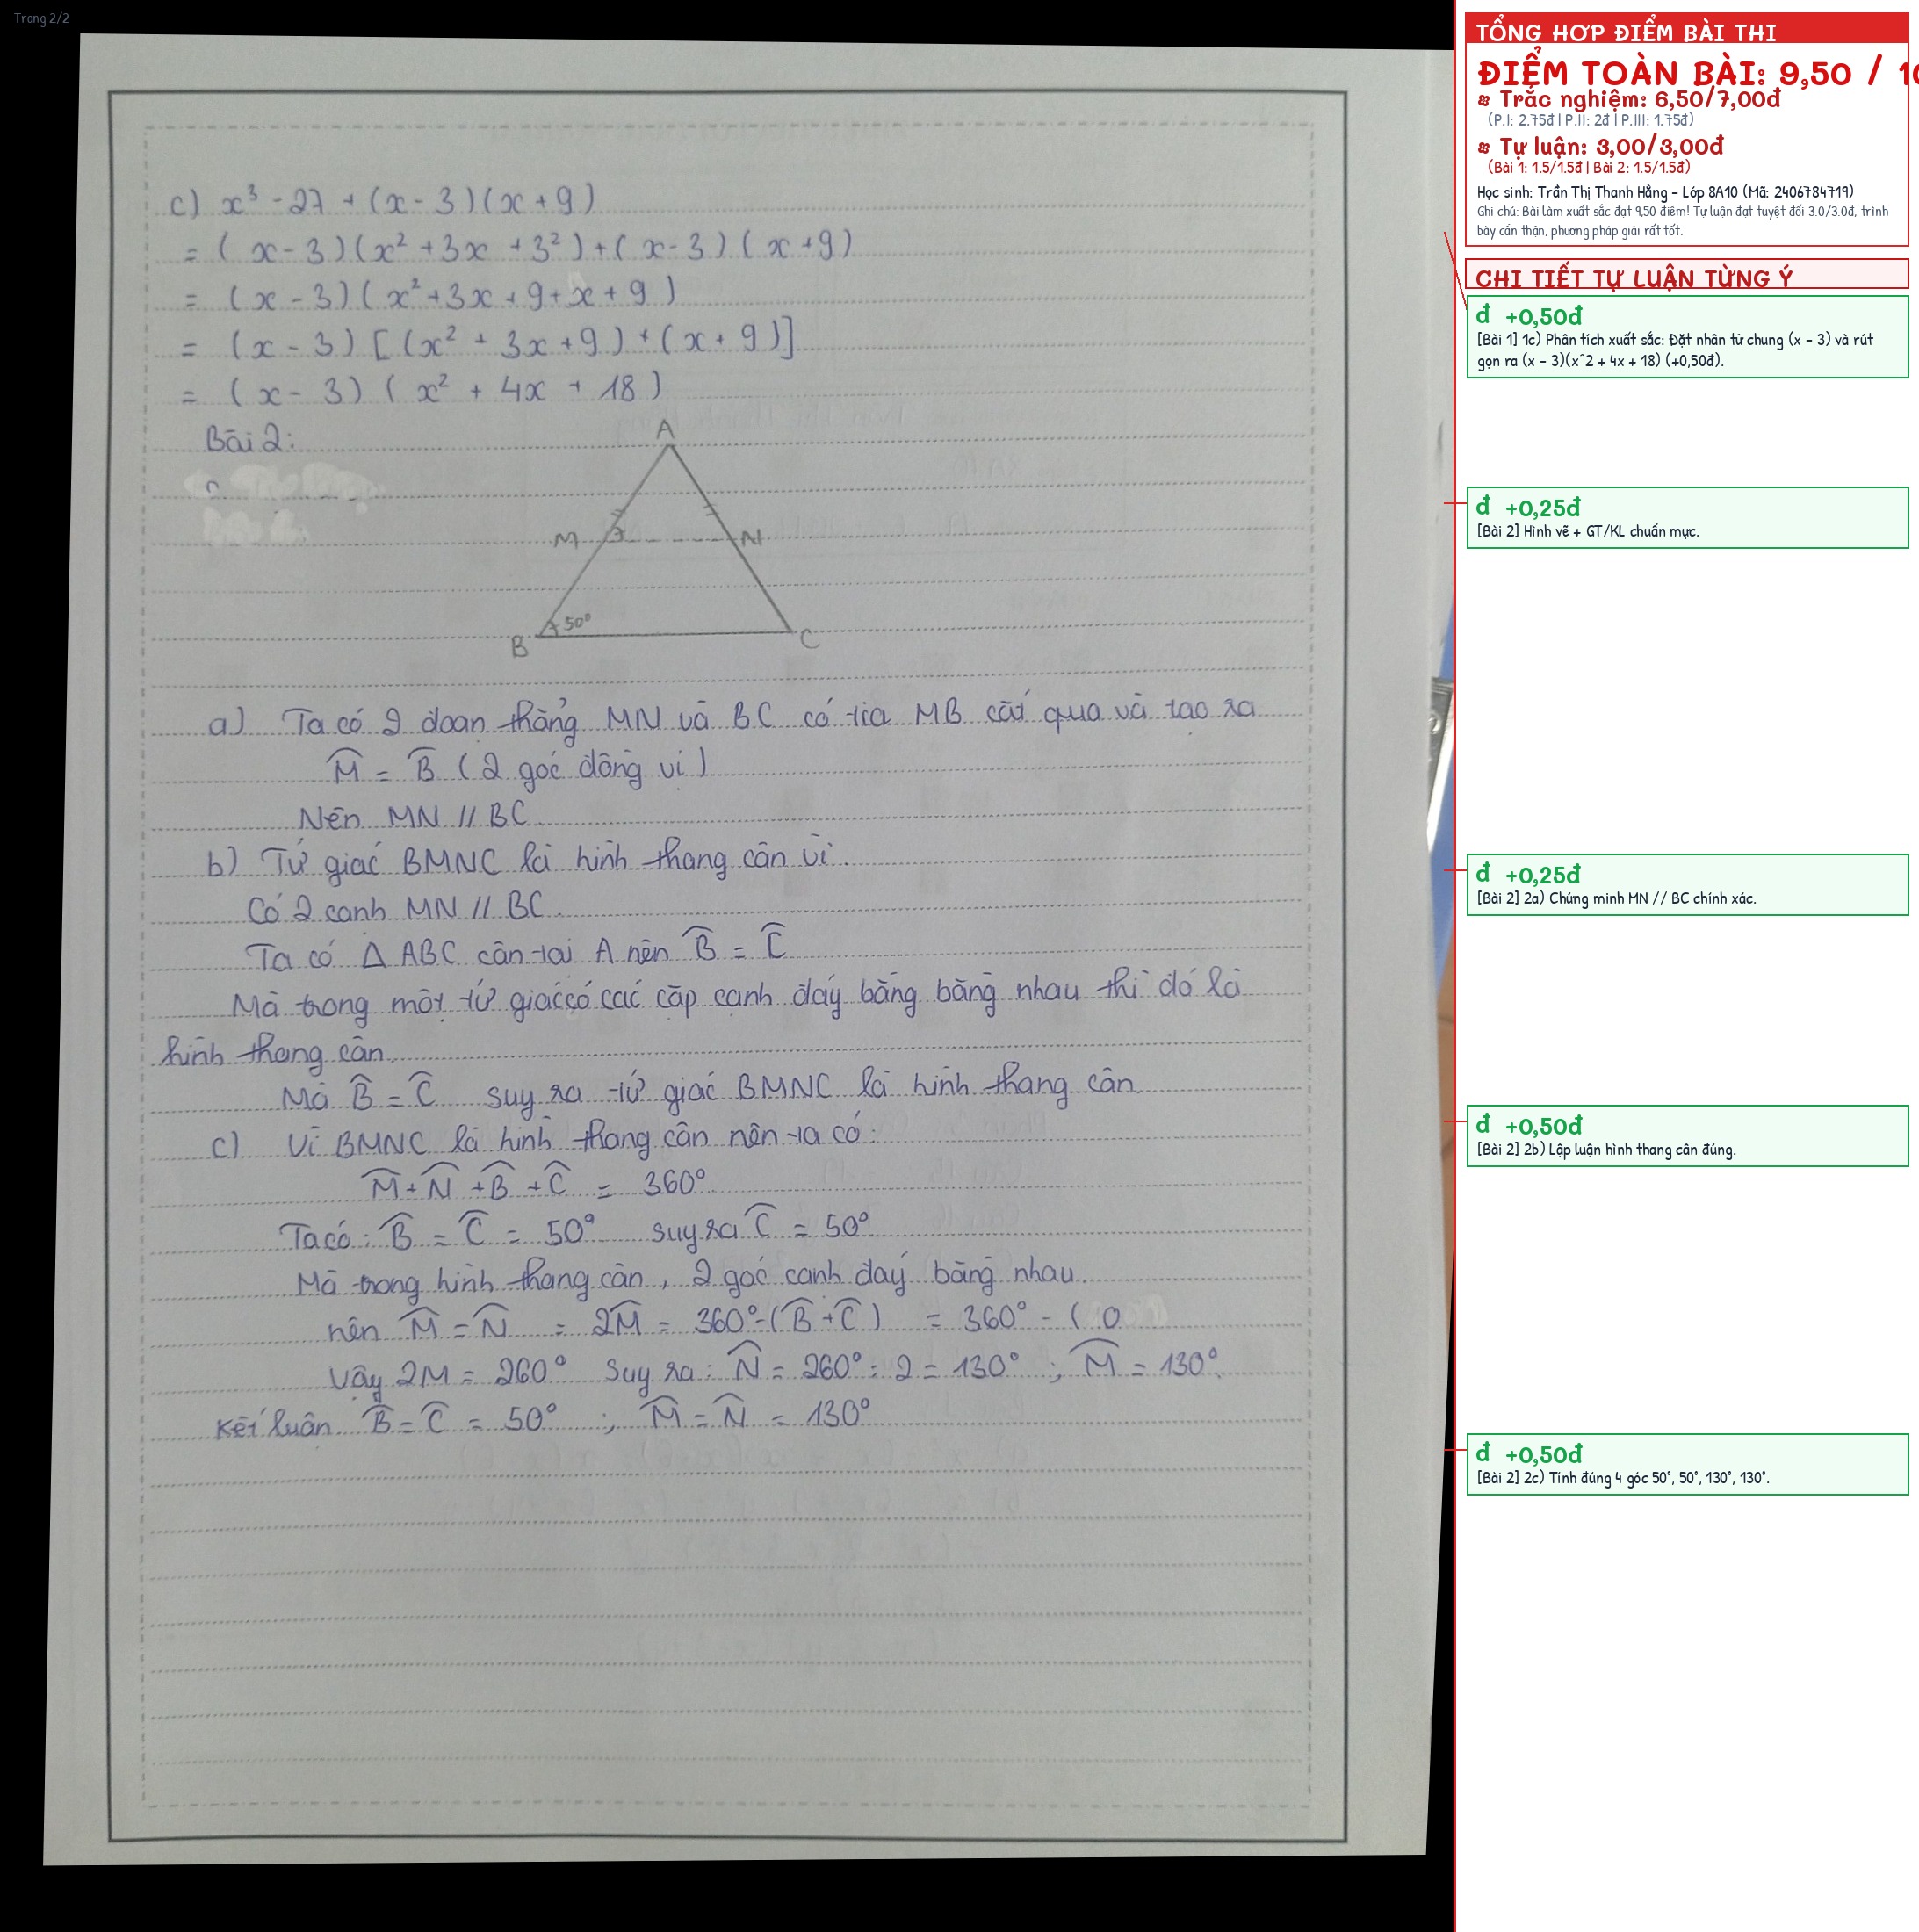 Trang 2/2
c) x³ - 27 + (x - 3)(x + 9)
= (x - 3)(x² + 3x + 3²) + (x - 3)(x + 9)
= (x - 3)(x² + 3x + 9 + x + 9)
= (x - 3)[(x² + 3x + 9) + (x + 9)]
= (x - 3)(x² + 4x + 18)
Bài 2:
A
M N
50°
B C
a) Ta có 2 đoạn thẳng MN và BC có tia MB cắt qua và tạo ra
M̂ = B̂ (2 góc đồng vị)
Nên MN // BC
b) Tứ giác BMNC là hình thang cân vì.
Có 2 cạnh MN // BC.
Ta có Δ ABC cân tại A nên B̂ = Ĉ
Mà trong một tứ giác có các cặp cạnh đáy bằng bằng nhau thì đó là
hình thang cân.
Mà B̂ = Ĉ suy ra tứ giác BMNC là hình thang cân.
c) Vì BMNC là hình thang cân nên ta có:
M̂ + N̂ + B̂ + Ĉ = 360°
Ta có: B̂ = Ĉ = 50° suy ra Ĉ = 50°
Mà trong hình thang cân, 2 góc cạnh đáy bằng nhau.
nên M̂ = N̂ = 2M̂ = 360° - (B̂ + Ĉ) = 360° - ( 0
Vậy 2M = 260° Suy ra: N̂ = 260° : 2 = 130° ; M̂ = 130°.
Kết luận B̂ = Ĉ = 50° ; M̂ = N̂ = 130°
TỔNG HỢP ĐIỂM BÀI THI
ĐIỂM TOÀN BÀI: 9,50 / 10
Trắc nghiệm: 6,50/7,00đ
(P.I: 2.75đ | P.II: 2đ | P.III: 1.75đ)
Tự luận: 3,00/3,00đ
(Bài 1: 1.5/1.5đ | Bài 2: 1.5/1.5đ)
Học sinh: Trần Thị Thanh Hằng - Lớp 8A10 (Mã: 2406784719)
Ghi chú: Bài làm xuất sắc đạt 9,50 điểm! Tự luận đạt tuyệt đối 3.0/3.0đ, trình
bày cẩn thận, phương pháp giải rất tốt.
CHI TIẾT TỰ LUẬN TỪNG Ý
đ +0,50đ
[Bài 1] 1c) Phân tích xuất sắc: Đặt nhân tử chung (x - 3) và rút
gọn ra (x - 3)(x^2 + 4x + 18) (+0,50đ).
đ +0,25đ
[Bài 2] Hình vẽ + GT/KL chuẩn mực.
đ +0,25đ
[Bài 2] 2a) Chứng minh MN // BC chính xác.
đ +0,50đ
[Bài 2] 2b) Lập luận hình thang cân đúng.
đ +0,50đ
[Bài 2] 2c) Tính đúng 4 góc 50°, 50°, 130°, 130°.